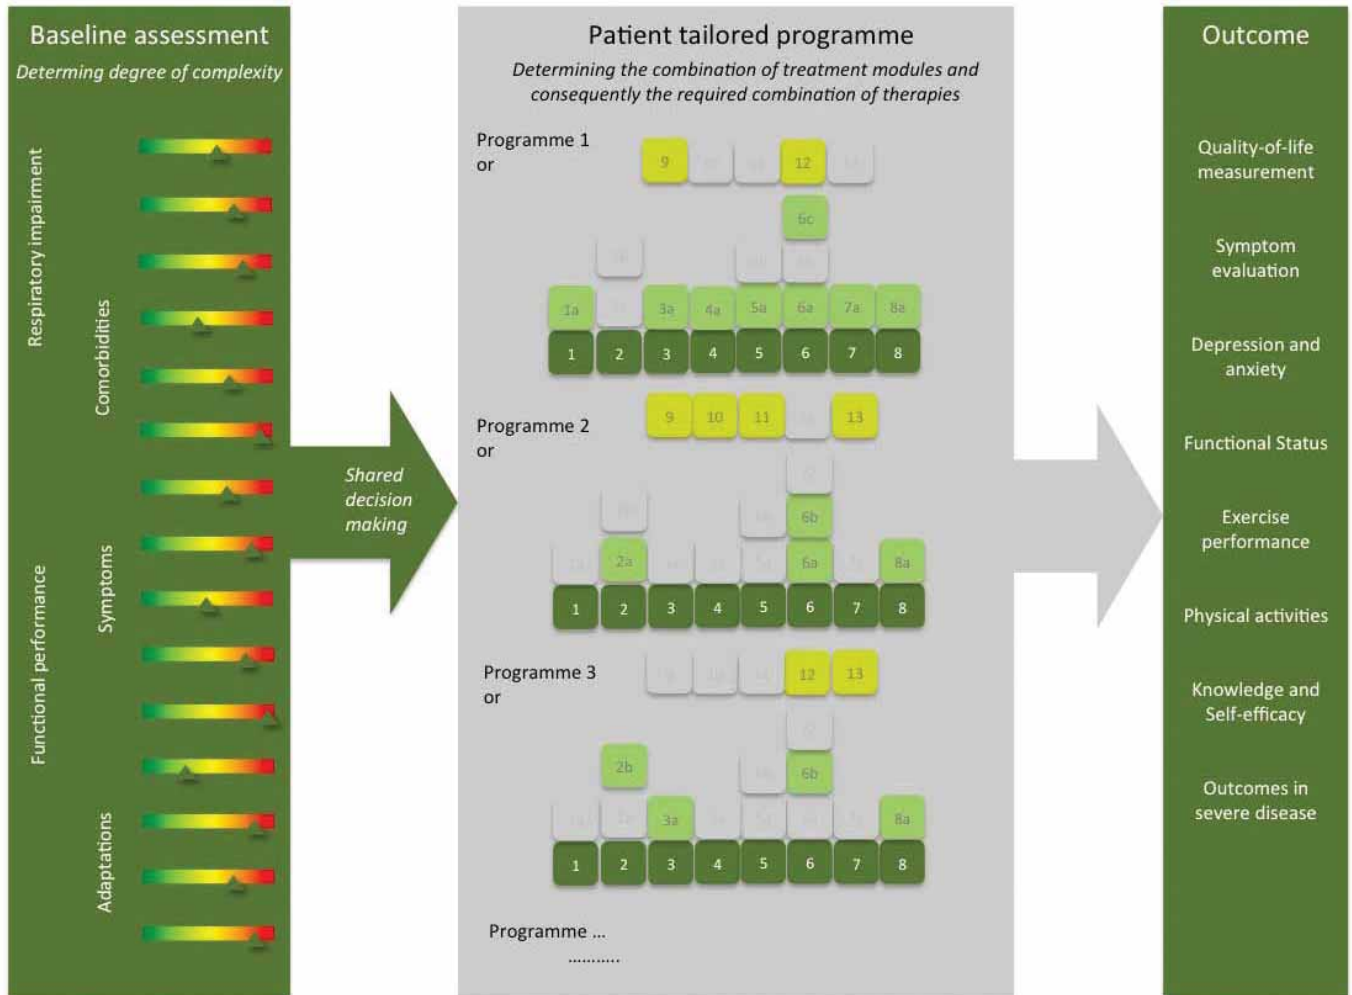 Baseline assessment
Determing degree of complexity
Respiratory impairment
Comorbidities
Functional performance
Symptoms
Adaptations
Shared
decision
making
Patient tailored programme
Determining the combination of treatment modules and
consequently the required combination of therapies
Programme 1
or
9 12
6c
1a 3a 4a 5a 6a 7a 8a
1 2 3 4 5 6 7 8
Programme 2
or
9 10 11 13
6b
2a 6a 8a
1 2 3 4 5 6 7 8
Programme 3
or
12 13
2b 6b
3a 8a
1 2 3 4 5 6 7 8
Programme ...
...........
Outcome
Quality-of-life
measurement
Symptom
evaluation
Depression and
anxiety
Functional Status
Exercise
performance
Physical activities
Knowledge and
Self-efficacy
Outcomes in
severe disease